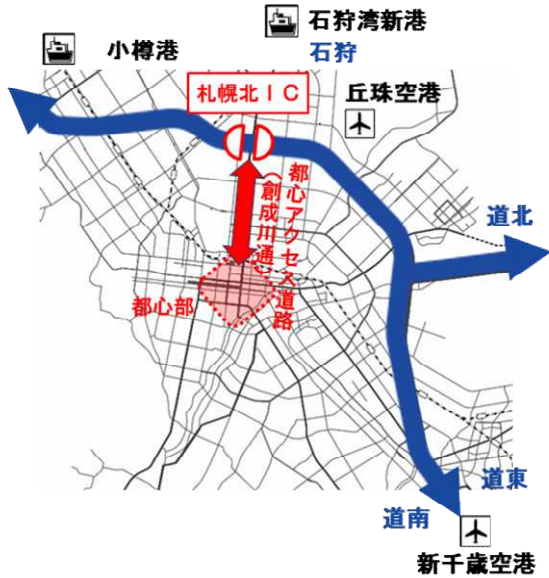 石狩湾新港
小樽港
石狩
札幌北IC
丘珠空港
都心アクセス道路
(創成川通)
道北
都心部
道東
道南
新千歳空港